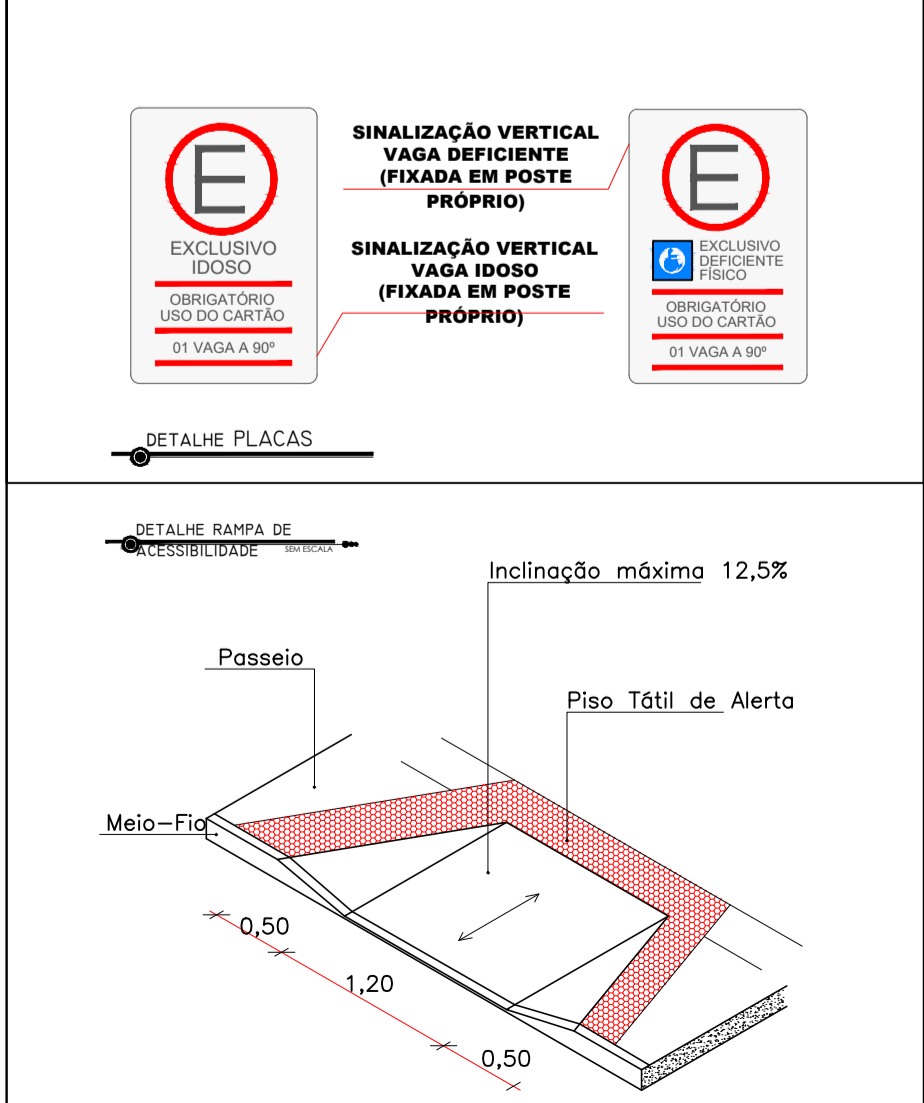 E
EXCLUSIVO
IDOSO
OBRIGATÓRIO
USO DO CARTÃO
01 VAGA A 90º
SINALIZAÇÃO VERTICAL
VAGA DEFICIENTE
(FIXADA EM POSTE
PRÓPRIO)
SINALIZAÇÃO VERTICAL
VAGA IDOSO
(FIXADA EM POSTE
PRÓPRIO)
E
EXCLUSIVO
DEFICIENTE
FÍSICO
OBRIGATÓRIO
USO DO CARTÃO
01 VAGA A 90º
DETALHE PLACAS
DETALHE RAMPA DE
ACESSIBILIDADE SEM ESCALA
Inclinação máxima 12,5%
Passeio
Piso Tátil de Alerta
Meio-Fio
0,50
1,20
0,50